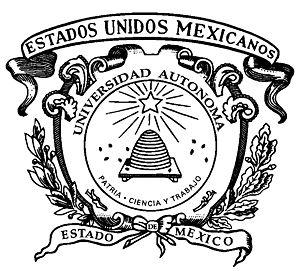 ESTADOS UNIDOS MEXICANOS
UNIVERSIDAD AUTONOMA
PATRIA · CIENCIA Y TRABAJO
ESTADO DE MEXICO